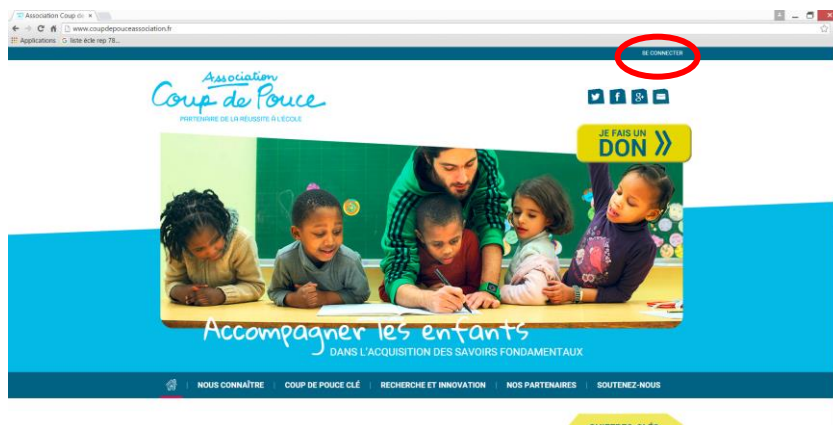 Association Coup de
www.coupdepouceassociation.fr
Applications
liste école rep 78...
SE CONNECTER
Association
Coup de Pouce
PARTENAIRE DE LA RÉUSSITE À L'ÉCOLE
JE FAIS UN
DON
Accompagner les enfants
DANS L'ACQUISITION DES SAVOIRS FONDAMENTAUX
NOUS CONNAÎTRE | COUP DE POUCE CLÉ | RECHERCHE ET INNOVATION | NOS PARTENAIRES | SOUTENEZ-NOUS